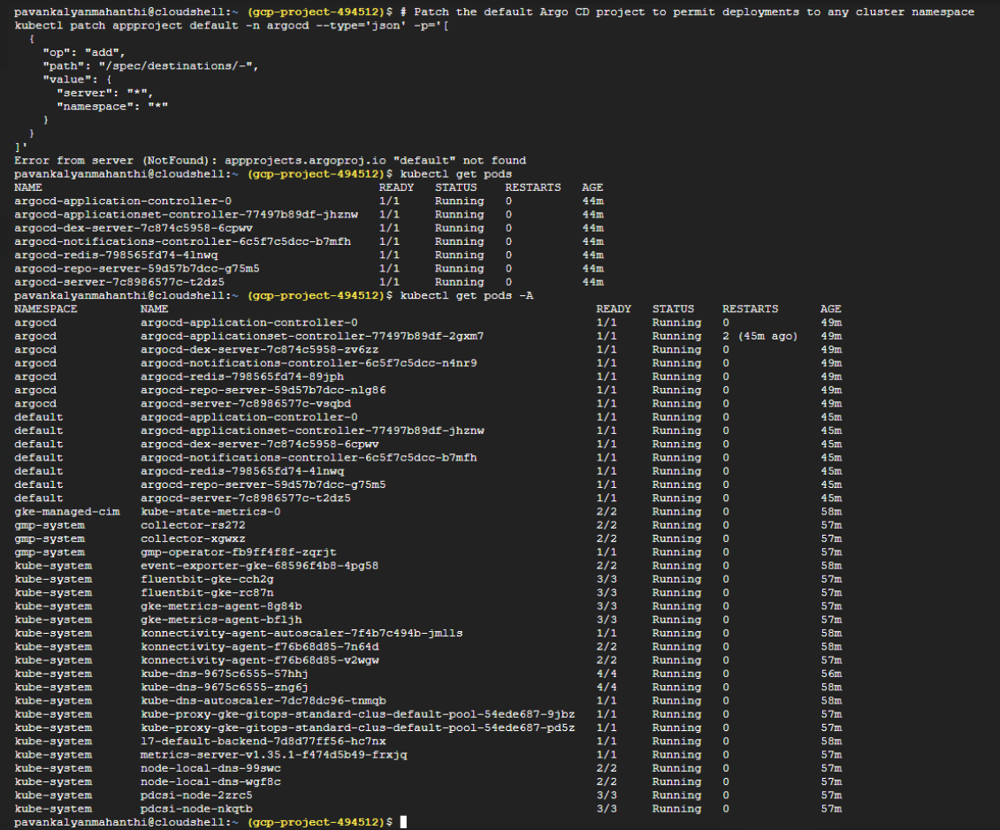 pavankalyanmahanthi@cloudshell:~ (gcp-project-494512)$ # Patch the default Argo CD project to permit deployments to any cluster namespace
kubectl patch appproject default -n argocd --type='json' -p='[
  {
    "op": "add",
    "path": "/spec/destinations/-",
    "value": {
      "server": "*",
      "namespace": "*"
    }
  }
]'
Error from server (NotFound): appprojects.argoproj.io "default" not found
pavankalyanmahanthi@cloudshell:~ (gcp-project-494512)$ kubectl get pods
NAME READY STATUS RESTARTS AGE
argocd-application-controller-0 1/1 Running 0 44m
argocd-applicationset-controller-77497b89df-jhznw 1/1 Running 0 44m
argocd-dex-server-7c874c5958-6cpwv 1/1 Running 0 44m
argocd-notifications-controller-6c5f7c5dcc-b7mfh 1/1 Running 0 44m
argocd-redis-798565fd74-4lnwq 1/1 Running 0 44m
argocd-repo-server-59d57b7dcc-g75m5 1/1 Running 0 44m
argocd-server-7c8986577c-t2dz5 1/1 Running 0 44m
pavankalyanmahanthi@cloudshell:~ (gcp-project-494512)$ kubectl get pods -A
NAMESPACE NAME READY STATUS RESTARTS AGE
argocd argocd-application-controller-0 1/1 Running 0 49m
argocd argocd-applicationset-controller-77497b89df-2gxm7 1/1 Running 2 (45m ago) 49m
argocd argocd-dex-server-7c874c5958-zv6zz 1/1 Running 0 49m
argocd argocd-notifications-controller-6c5f7c5dcc-n4nr9 1/1 Running 0 49m
argocd argocd-redis-798565fd74-89jph 1/1 Running 0 49m
argocd argocd-repo-server-59d57b7dcc-nlg86 1/1 Running 0 49m
argocd argocd-server-7c8986577c-vsqbd 1/1 Running 0 49m
default argocd-application-controller-0 1/1 Running 0 45m
default argocd-applicationset-controller-77497b89df-jhznw 1/1 Running 0 45m
default argocd-dex-server-7c874c5958-6cpwv 1/1 Running 0 45m
default argocd-notifications-controller-6c5f7c5dcc-b7mfh 1/1 Running 0 45m
default argocd-redis-798565fd74-4lnwq 1/1 Running 0 45m
default argocd-repo-server-59d57b7dcc-g75m5 1/1 Running 0 45m
default argocd-server-7c8986577c-t2dz5 1/1 Running 0 45m
gke-managed-cim kube-state-metrics-0 2/2 Running 0 58m
gmp-system collector-rs272 2/2 Running 0 57m
gmp-system collector-xgwxz 2/2 Running 0 57m
gmp-system gmp-operator-fb9ff4f8f-zqrjt 1/1 Running 0 57m
kube-system event-exporter-gke-68596f4b8-4pg58 2/2 Running 0 58m
kube-system fluentbit-gke-cch2g 3/3 Running 0 57m
kube-system fluentbit-gke-rc87n 3/3 Running 0 57m
kube-system gke-metrics-agent-8g84b 3/3 Running 0 57m
kube-system gke-metrics-agent-bfljh 3/3 Running 0 57m
kube-system konnectivity-agent-autoscaler-7f4b7c494b-jmlls 1/1 Running 0 58m
kube-system konnectivity-agent-f76b68d85-7n64d 2/2 Running 0 58m
kube-system konnectivity-agent-f76b68d85-v2wgw 2/2 Running 0 57m
kube-system kube-dns-9675c6555-57hhj 4/4 Running 0 56m
kube-system kube-dns-9675c6555-zng6j 4/4 Running 0 58m
kube-system kube-dns-autoscaler-7dc78dc96-tnmqb 1/1 Running 0 58m
kube-system kube-proxy-gke-gitops-standard-clus-default-pool-54ede687-9jbz 1/1 Running 0 57m
kube-system kube-proxy-gke-gitops-standard-clus-default-pool-54ede687-pd5z 1/1 Running 0 57m
kube-system l7-default-backend-7d8d77ff56-hc7nx 1/1 Running 0 58m
kube-system metrics-server-v1.35.1-f474d5b49-frxjq 1/1 Running 0 57m
kube-system node-local-dns-99swc 2/2 Running 0 57m
kube-system node-local-dns-wgf8c 2/2 Running 0 57m
kube-system pdcsi-node-2zrc5 3/3 Running 0 57m
kube-system pdcsi-node-nkqtb 3/3 Running 0 57m
pavankalyanmahanthi@cloudshell:~ (gcp-project-494512)$